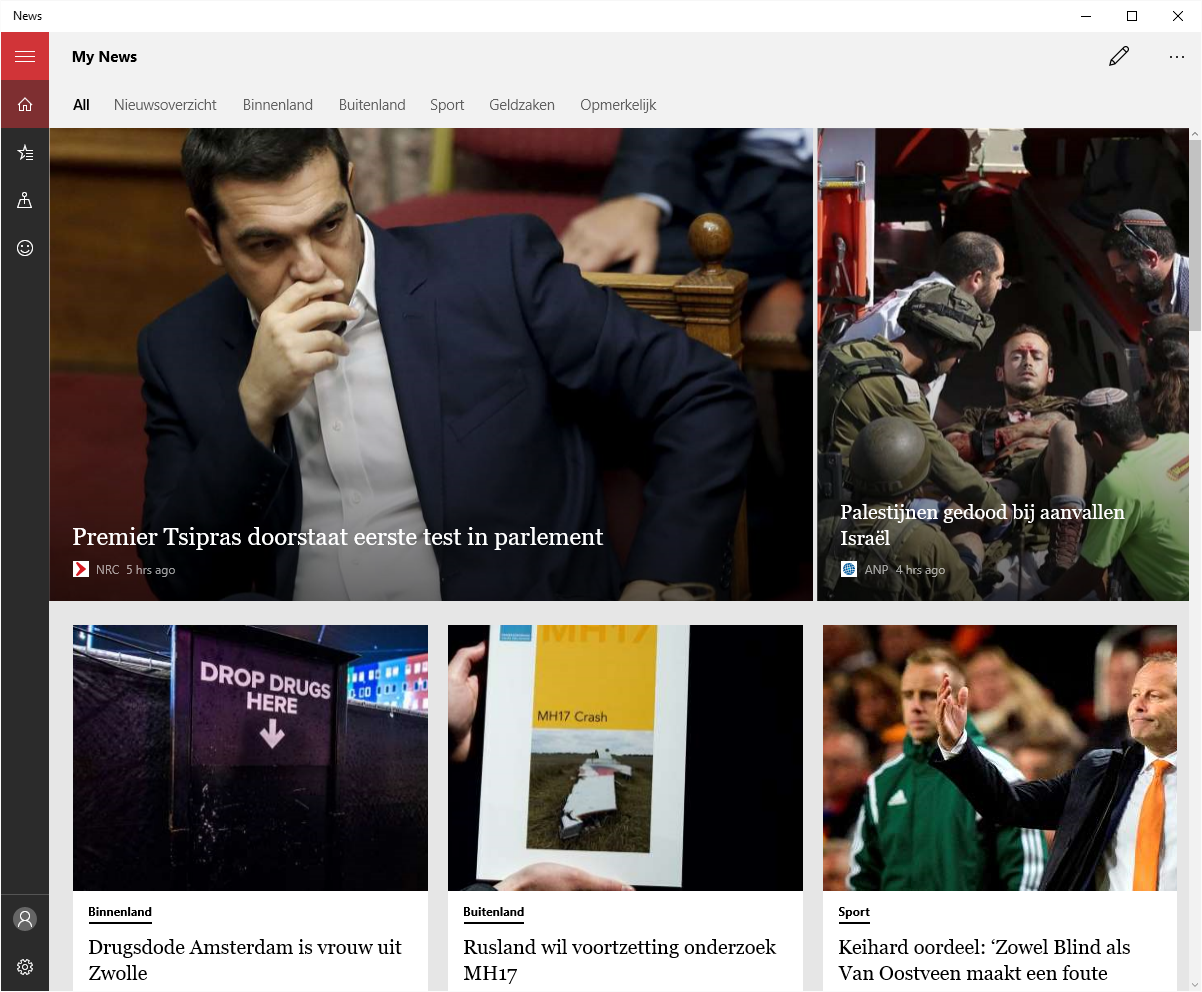 News
My News
All Nieuwsoverzicht Binnenland Buitenland Sport Geldzaken Opmerkelijk
Premier Tsipras doorstaat eerste test in parlement
NRC 5 hrs ago
Palestijnen gedood bij aanvallen
Israël
ANP 4 hrs ago
DROP DRUGS
HERE
MH17
MH17 Crash
Binnenland
Drugsdode Amsterdam is vrouw uit
Zwolle
Buitenland
Rusland wil voortzetting onderzoek
MH17
Sport
Keihard oordeel: ‘Zowel Blind als
Van Oostveen maakt een foute